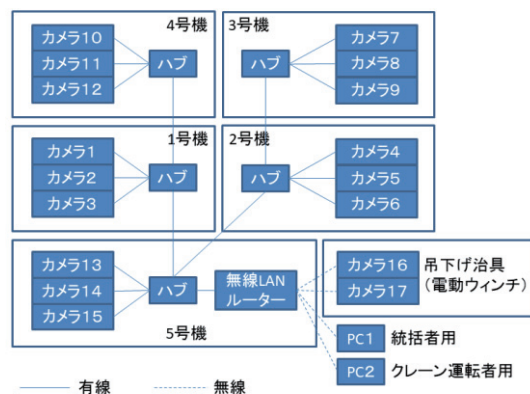 4号機
カメラ10
カメラ11
カメラ12
ハブ
3号機
ハブ
カメラ7
カメラ8
カメラ9
1号機
カメラ1
カメラ2
カメラ3
ハブ
2号機
ハブ
カメラ4
カメラ5
カメラ6
カメラ13
カメラ14
カメラ15
ハブ
無線LAN
ルーター
5号機
カメラ16
カメラ17
吊下げ治具
(電動ウィンチ)
PC1
統括者用
PC2
クレーン運転者用
有線
無線